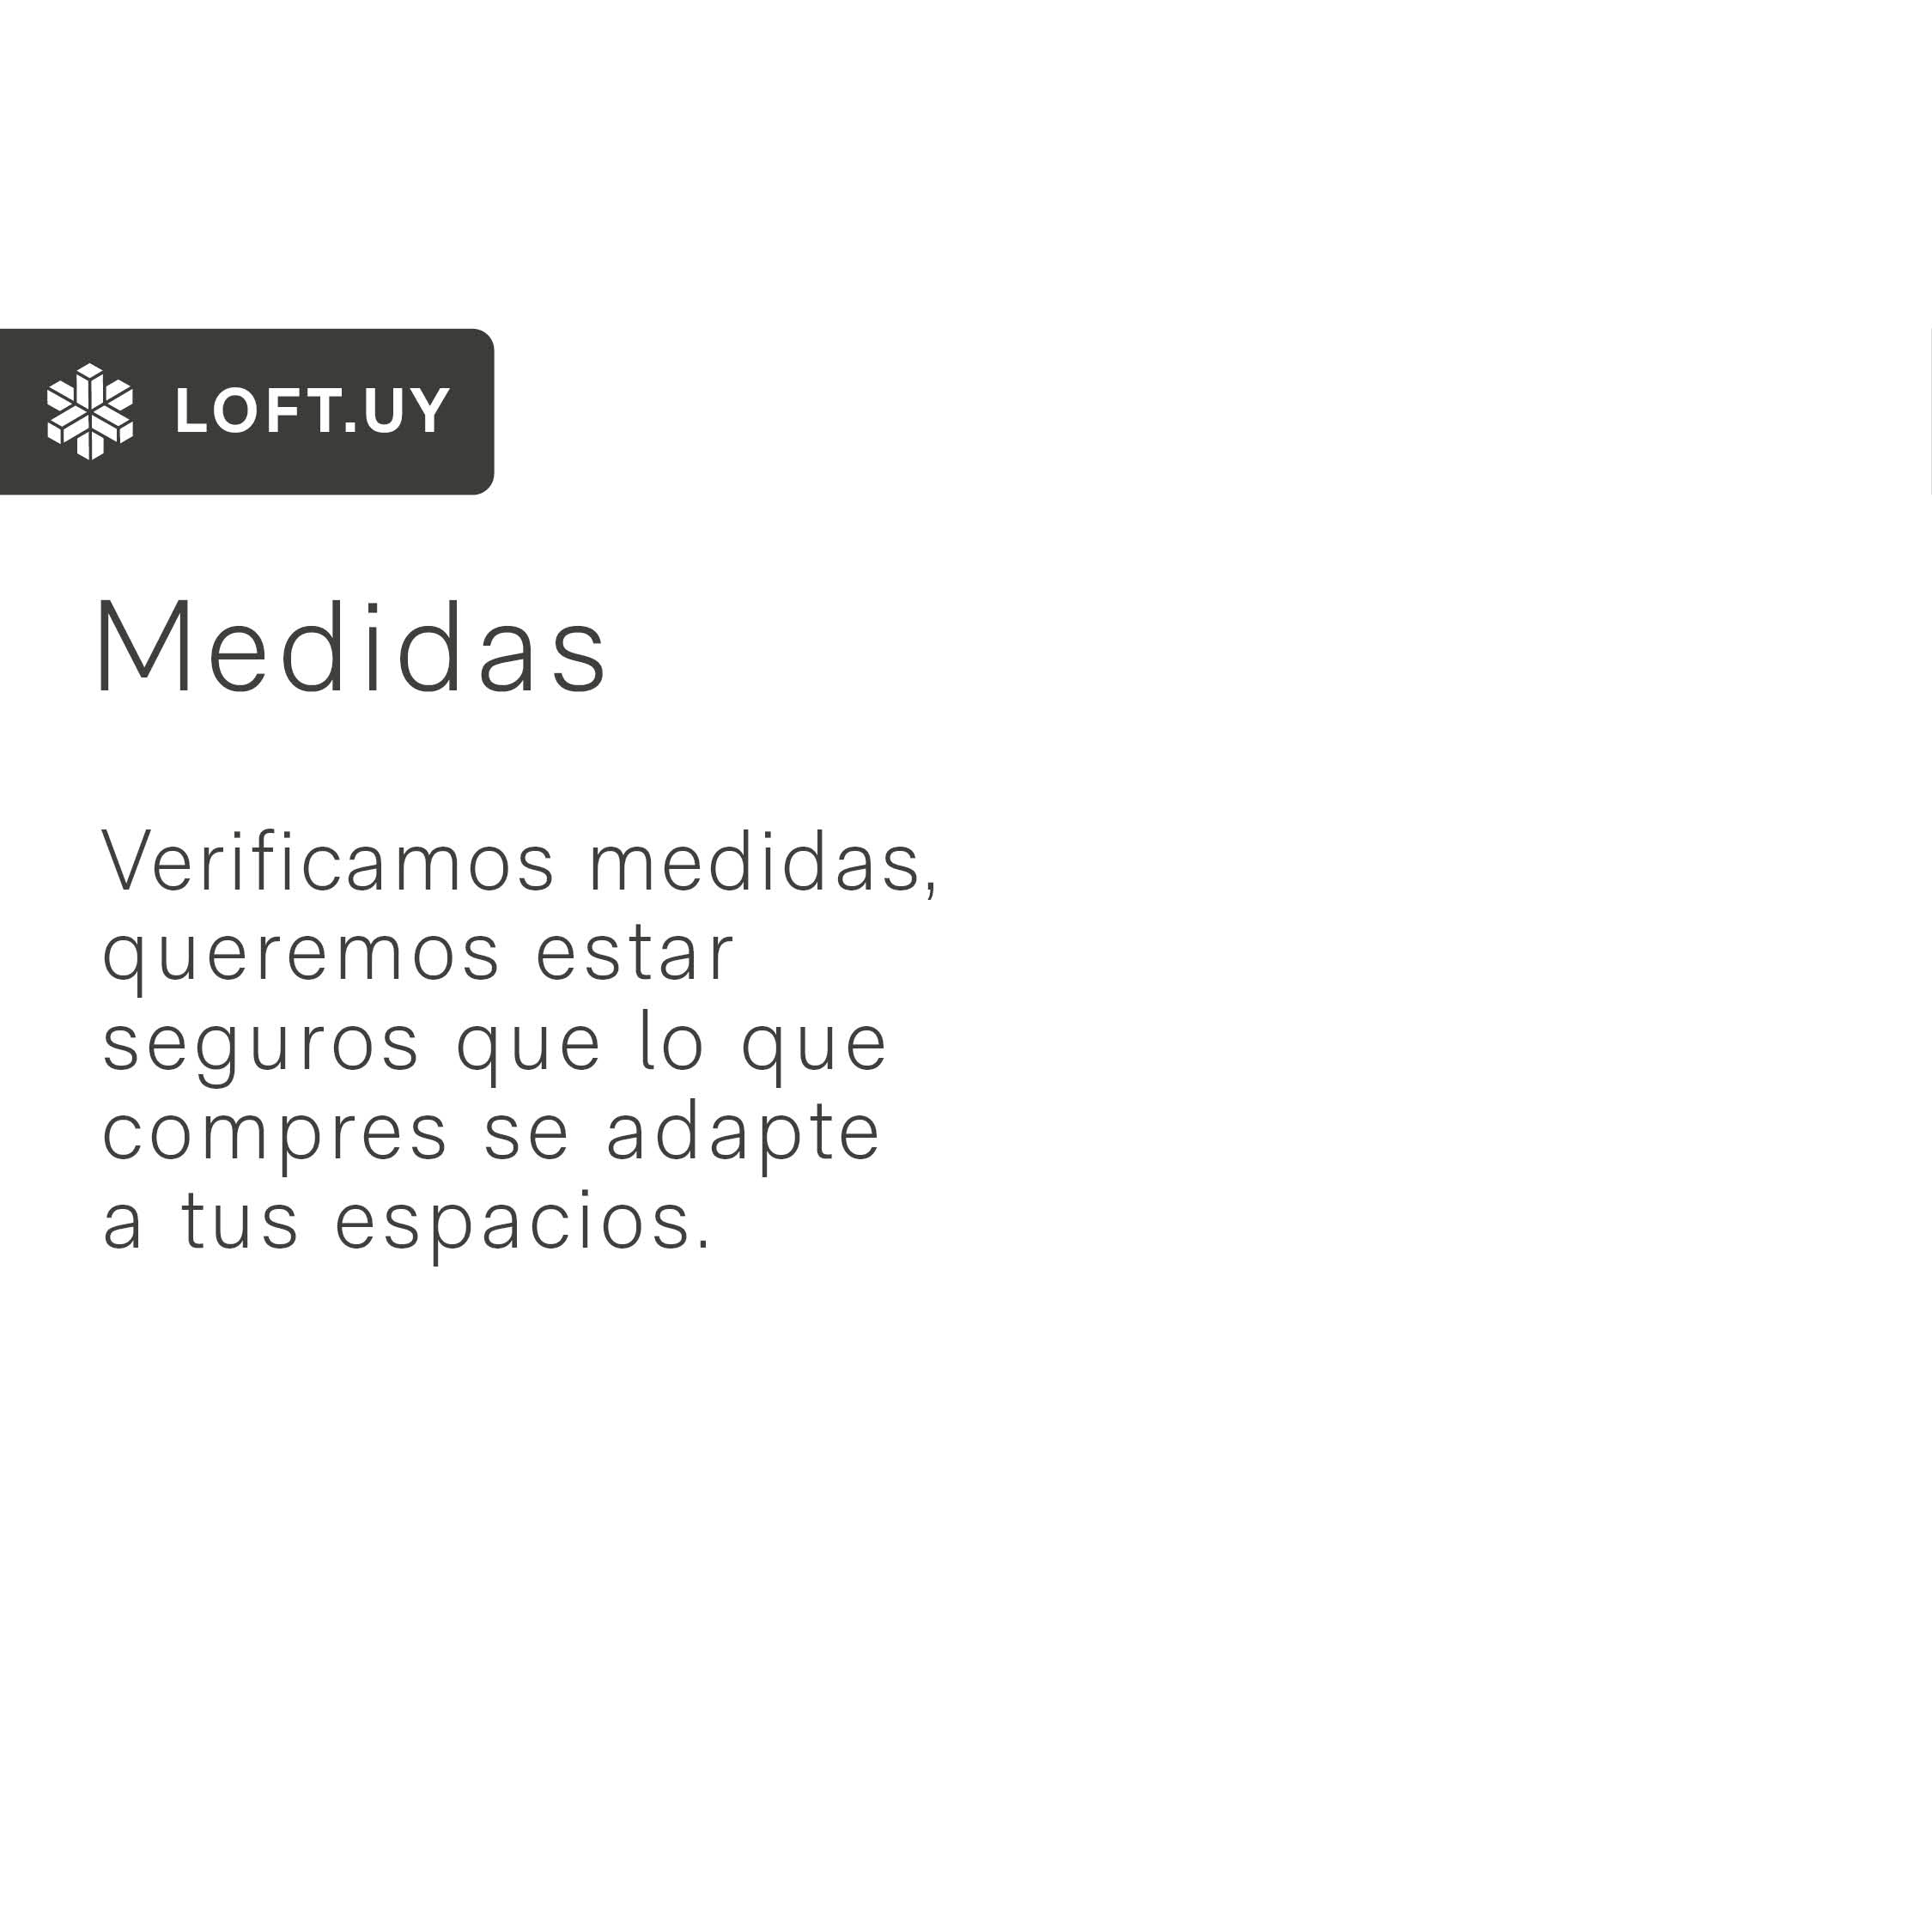 LOFT.UY
Medidas
Verificamos medidas,
queremos estar
seguros que lo que
compres se adapte
a tus espacios.